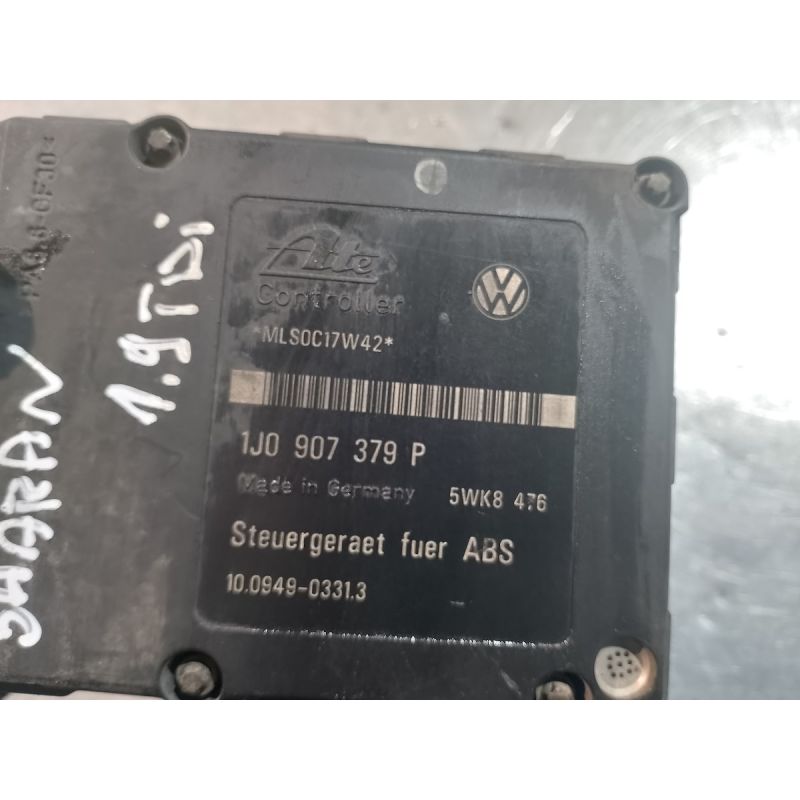 SHARAN
1.9 TDi
Ate
Controller
*MLS0C17W42*
1J0 907 379 P
Made in Germany 5WK8 476
Steuergeraet fuer ABS
10.0949-0331.3